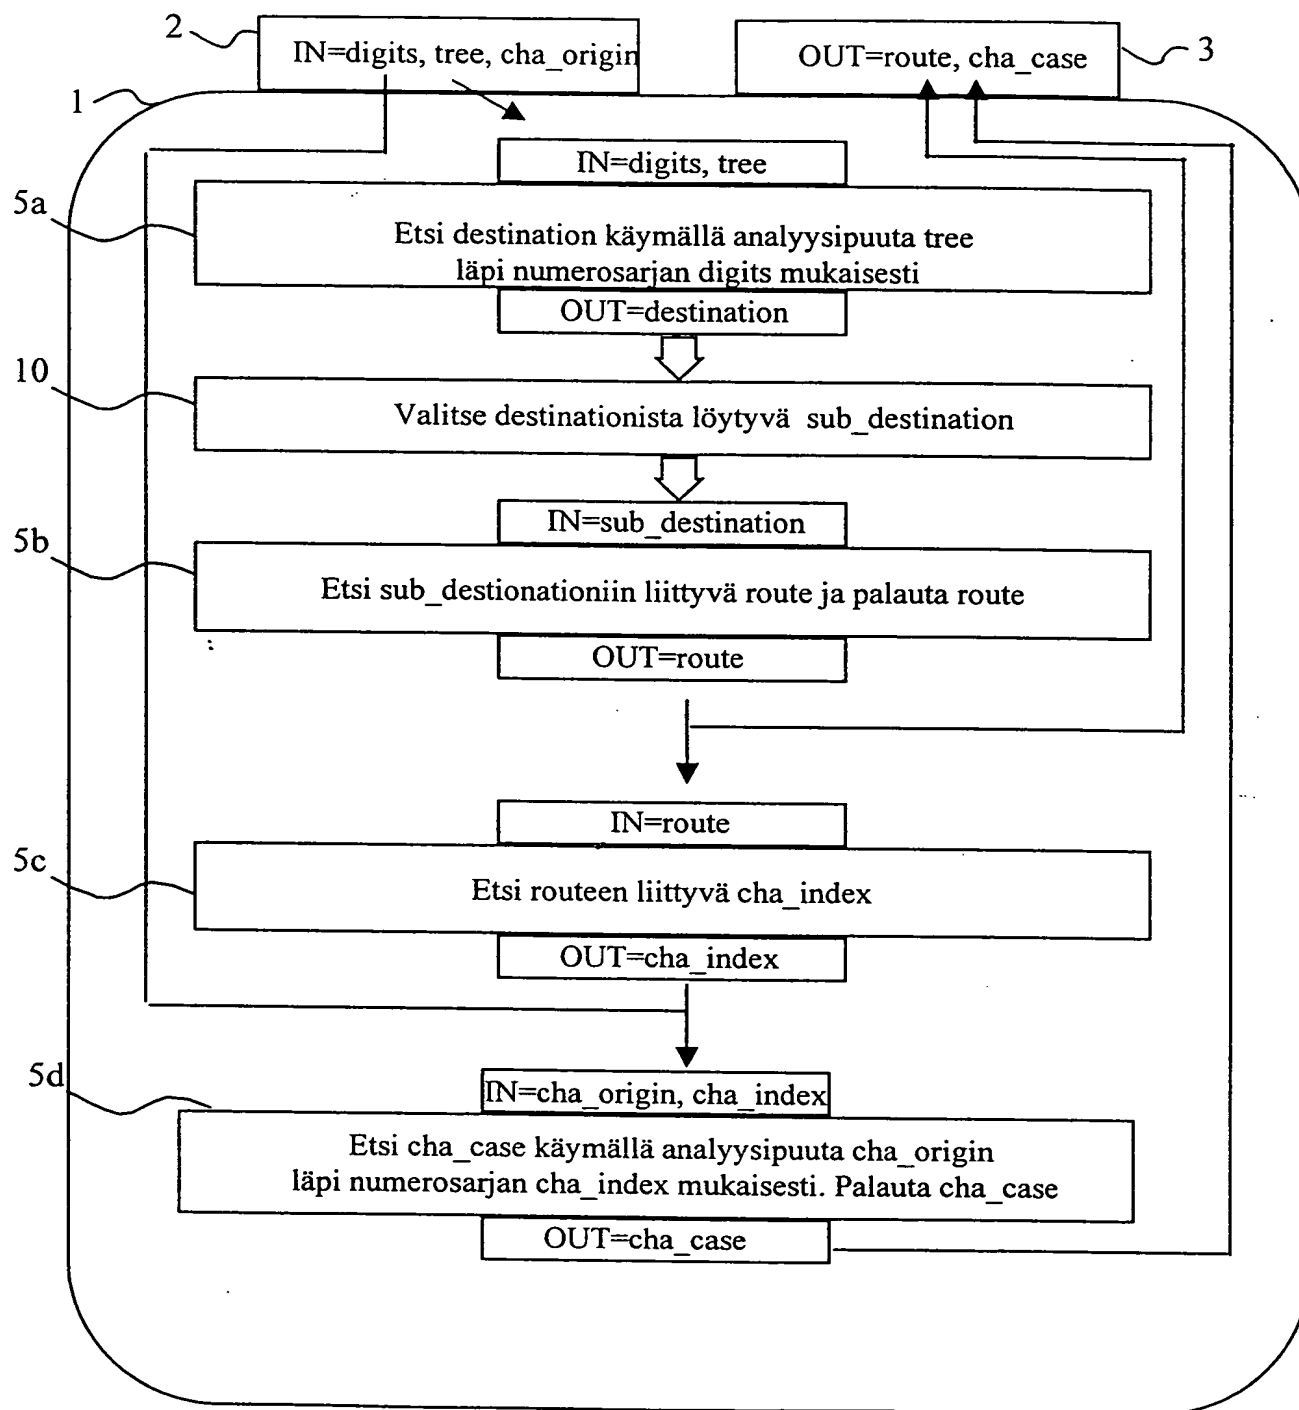 2
IN=digits, tree, cha_origin
OUT=route, cha_case
3
1
IN=digits, tree
5a
Etsi destination käymällä analyysipuuta tree
läpi numerosarjan digits mukaisesti
OUT=destination
10
Valitse destinationista löytyvä sub_destination
IN=sub_destination
5b
Etsi sub_destionationiin liittyvä route ja palauta route
OUT=route
IN=route
5c
Etsi routeen liittyvä cha_index
OUT=cha_index
5d
IN=cha_origin, cha_index
Etsi cha_case käymällä analyysipuuta cha_origin
läpi numerosarjan cha_index mukaisesti. Palauta cha_case
OUT=cha_case